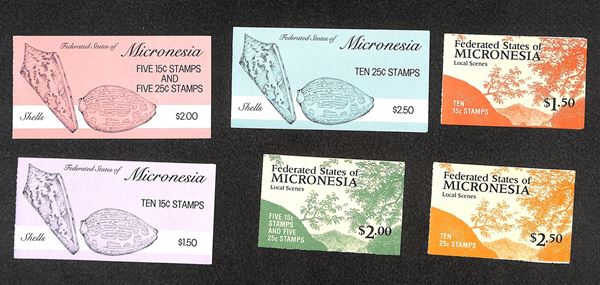 Federated States of
Micronesia
FIVE 15¢ STAMPS
AND
FIVE 25¢ STAMPS
Shells
$2.00
Federated States of
Micronesia
TEN 25¢ STAMPS
Shells
$2.50
Federated States of
MICRONESIA
Local Scenes
TEN
15¢ STAMPS
$1.50
Federated States of
Micronesia
TEN 15¢ STAMPS
Shells
$1.50
Federated States of
MICRONESIA
Local Scenes
FIVE 15¢
STAMPS
AND FIVE
25¢ STAMPS
$2.00
Federated States of
MICRONESIA
Local Scenes
TEN
25¢ STAMPS
$2.50